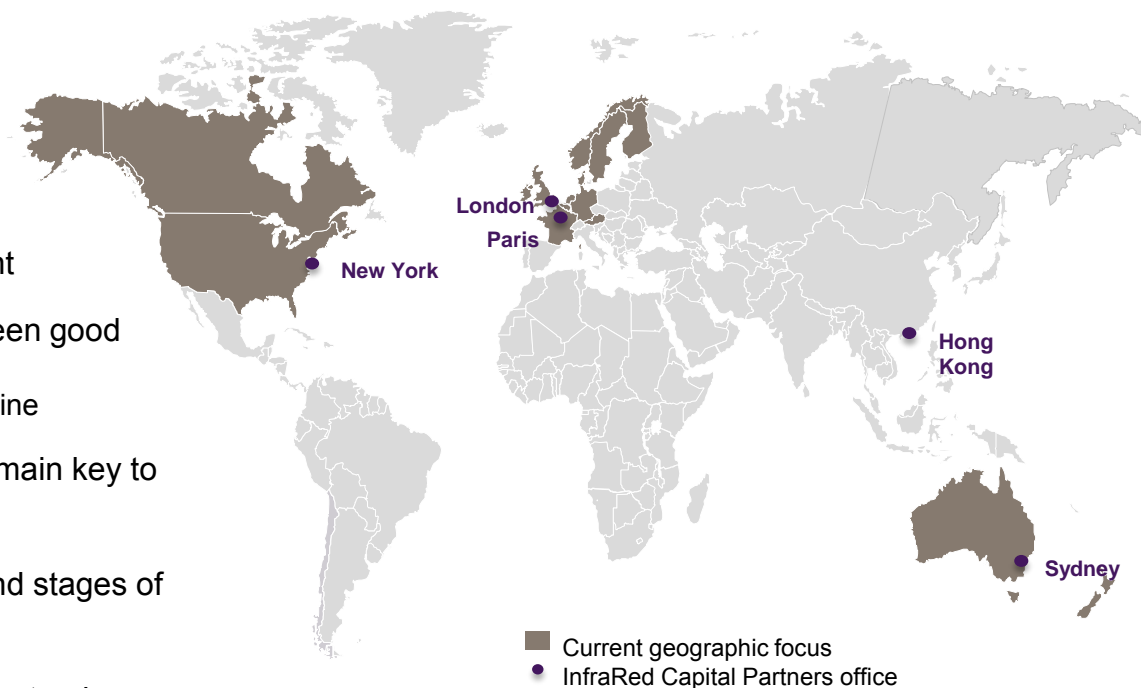 London
Paris
New York
Hong
Kong
Sydney
een good
ine
main key to
nd stages of
Current geographic focus
InfraRed Capital Partners office